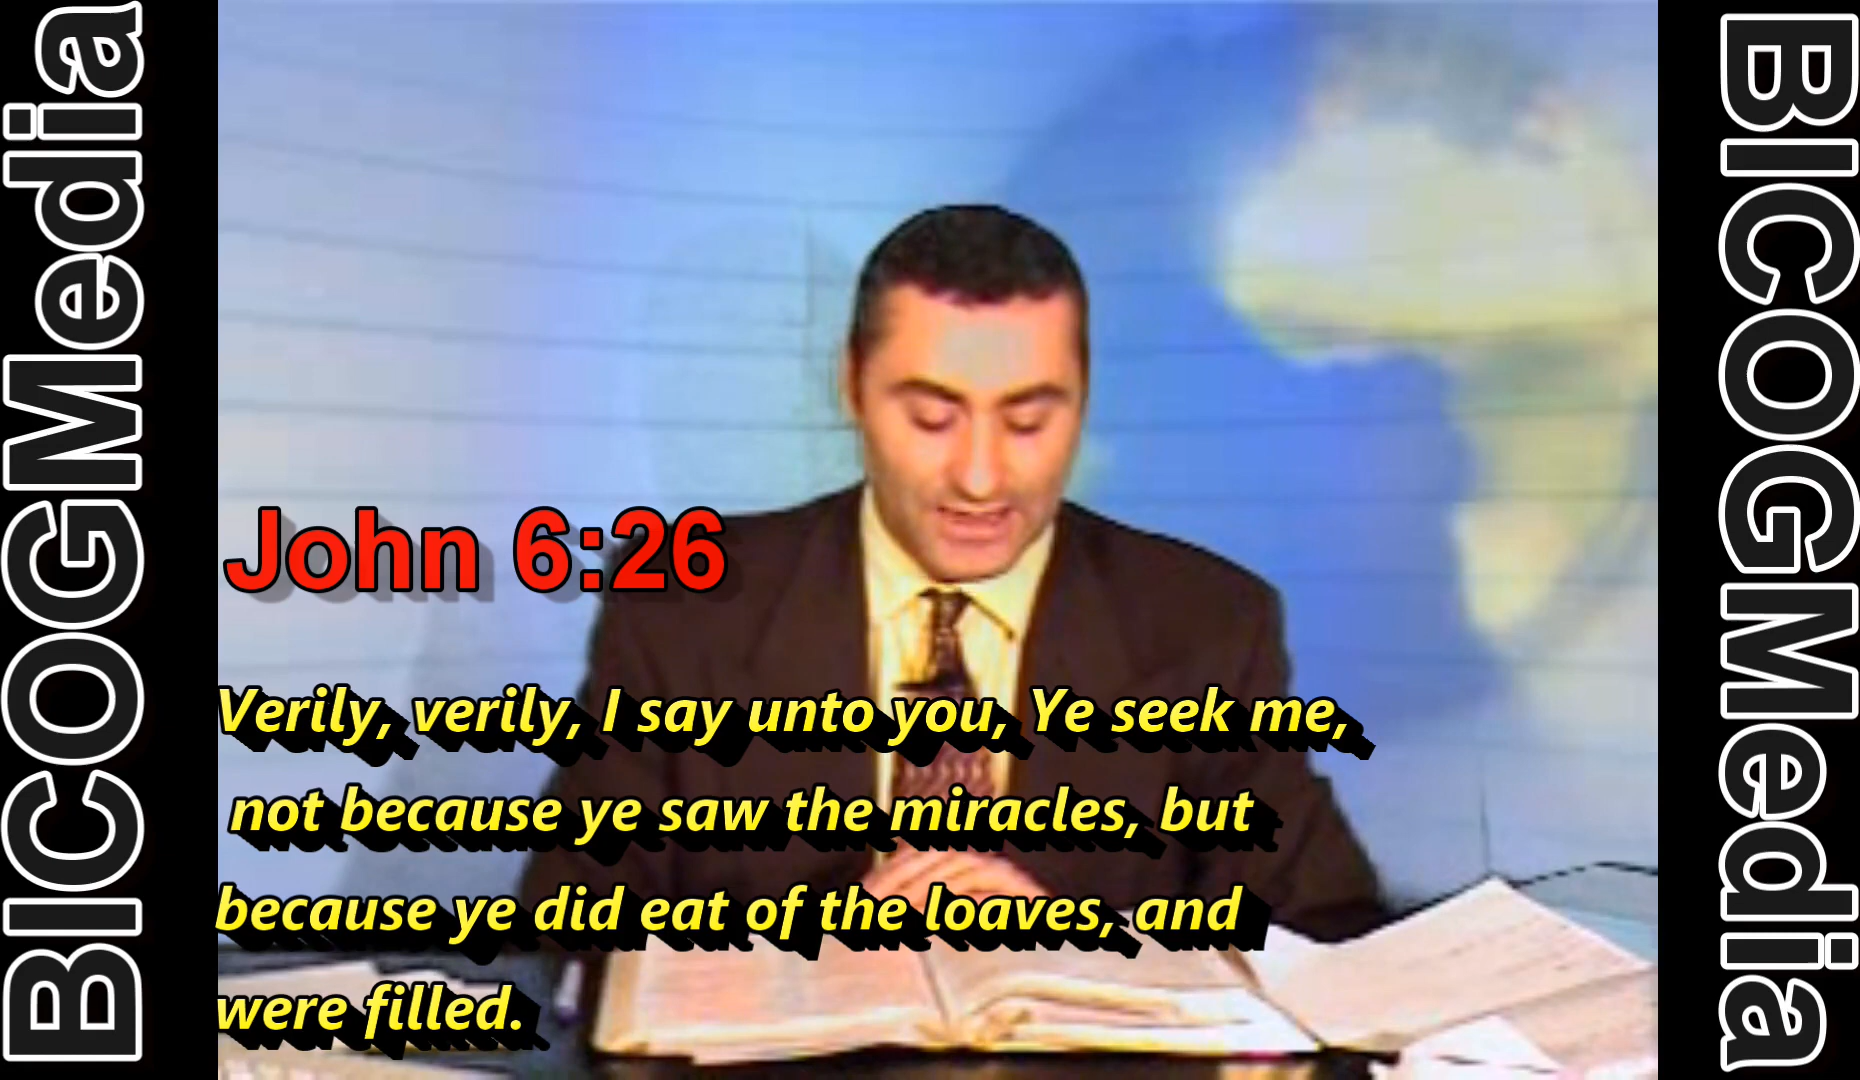 BICOGMedia
John 6:26
Verily, verily, I say unto you, Ye seek me,
not because ye saw the miracles, but
because ye did eat of the loaves, and
were filled.
BICOGMedia